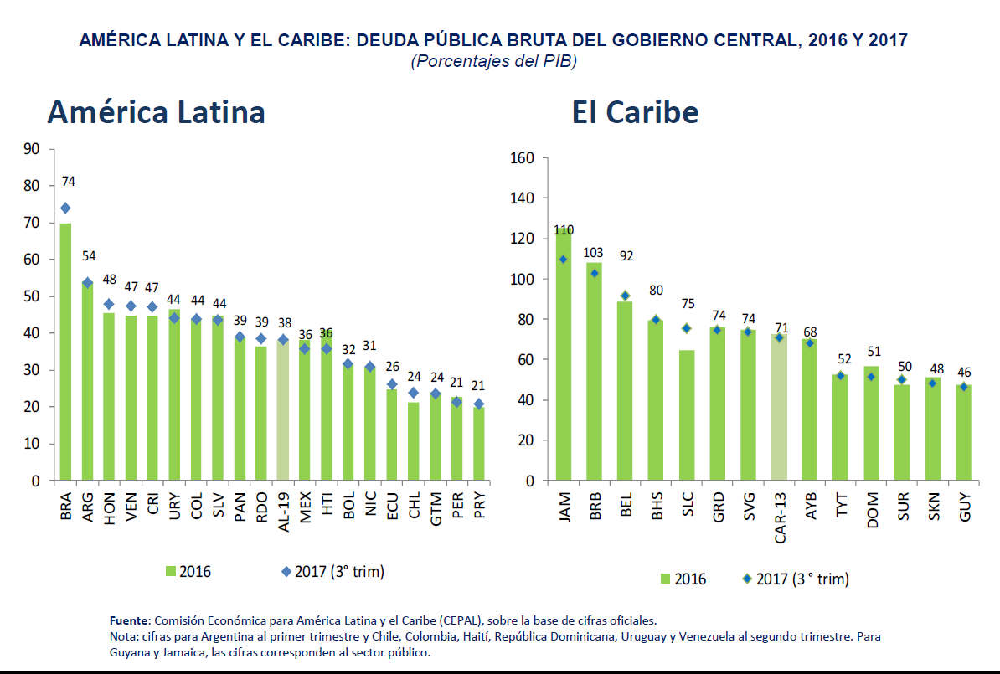 AMÉRICA LATINA Y EL CARIBE: DEUDA PÚBLICA BRUTA DEL GOBIERNO CENTRAL, 2016 Y 2017
(Porcentajes del PIB)
América Latina
90
80
70
60
50
40
30
20
10
0
74
54
48
47
47
44
44
44
39
39
38
36
36
32
31
26
24
24
21
21
BRA
ARG
HON
VEN
CRI
URY
COL
SLV
PAN
RDO
AL-19
MEX
HTI
BOL
NIC
ECU
CHL
GTM
PER
PRY
2016
2017 (3° trim)
El Caribe
160
140
120
100
80
60
40
20
0
110
103
92
80
75
74
74
71
68
52
51
50
48
46
JAM
BRB
BEL
BHS
SLC
GRD
SVG
CAR-13
AYB
TYT
DOM
SUR
SKN
GUY
2016
2017 (3 ° trim)
Fuente: Comisión Económica para América Latina y el Caribe (CEPAL), sobre la base de cifras oficiales.
Nota: cifras para Argentina al primer trimestre y Chile, Colombia, Haití, República Dominicana, Uruguay y Venezuela al segundo trimestre. Para
Guyana y Jamaica, las cifras corresponden al sector público.